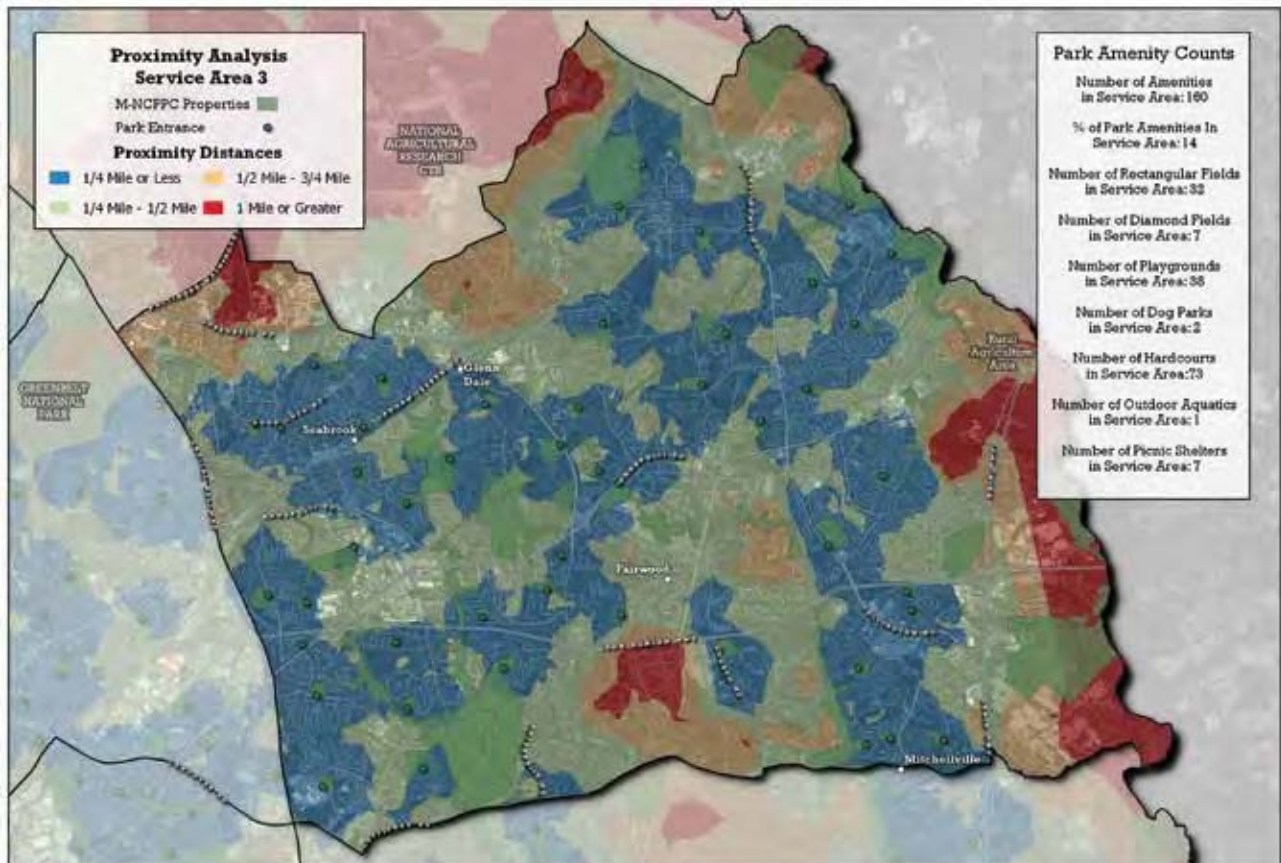 Proximity Analysis
Service Area 3
M-NCPPC Properties
Park Entrance
Proximity Distances
1/4 Mile or Less
1/2 Mile - 3/4 Mile
1/4 Mile - 1/2 Mile
1 Mile or Greater
NATIONAL
AGRICULTURAL
RESEARCH
CTR
GREENBELT
NATIONAL
PARK
Glenn
Dale
Seabrook
Fairwood
Mitchellville
Rural
Agriculture
Area
Park Amenity Counts
Number of Amenities
in Service Area: 160
% of Park Amenities In
Service Area: 14
Number of Rectangular Fields
in Service Area: 32
Number of Diamond Fields
in Service Area: 7
Number of Playgrounds
in Service Area: 38
Number of Dog Parks
in Service Area: 2
Number of Hardcourts
in Service Area:73
Number of Outdoor Aquatics
in Service Area: 1
Number of Picnic Shelters
in Service Area: 7